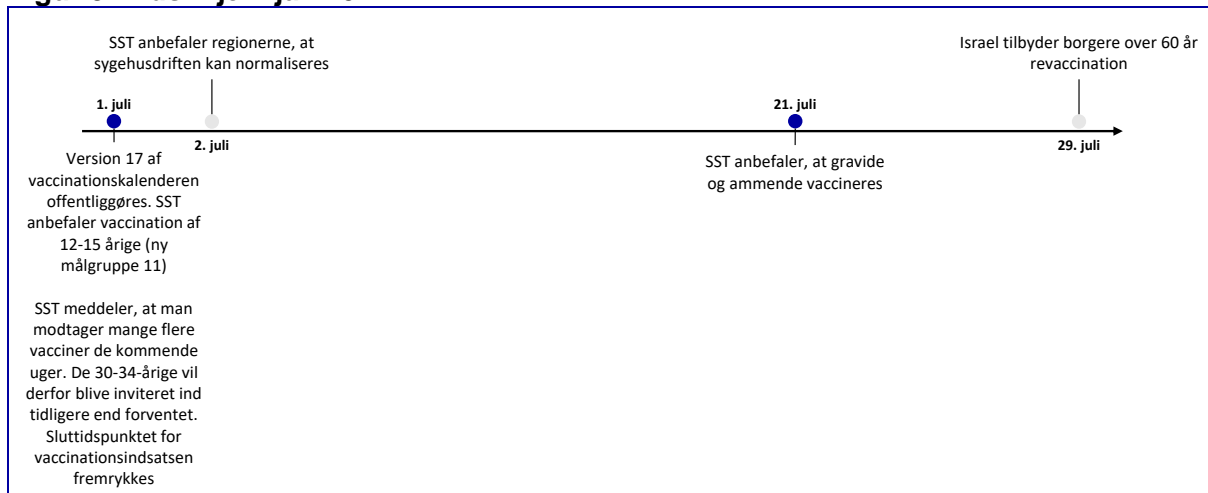 SST anbefaler regionerne, at
sygehusdriften kan normaliseres
Israel tilbyder borgere over 60 år
revaccination
1. juli
21. juli
2. juli
29. juli
Version 17 af
vaccinationskalenderen
offentliggøres. SST
anbefaler vaccination af
12-15 årige (ny
målgruppe 11)
SST anbefaler, at gravide
og ammende vaccineres
SST meddeler, at man
modtager mange flere
vacciner de kommende
uger. De 30-34-årige vil
derfor blive inviteret ind
tidligere end forventet.
Sluttidspunktet for
vaccinationsindsatsen
fremrykkes